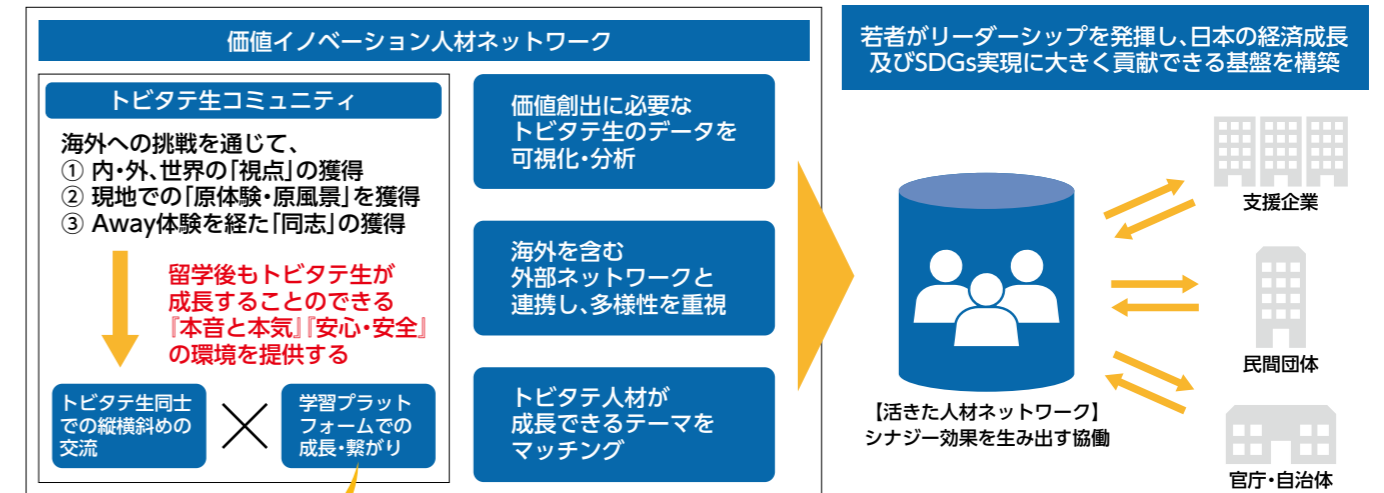 価値イノベーション人材ネットワーク
トビタテ生コミュニティ
海外への挑戦を通じて、
① 内・外、世界の「視点」の獲得
② 現地での「原体験・原風景」を獲得
③ Away体験を経た「同志」の獲得
留学後もトビタテ生が
成長することのできる
『本音と本気』『安心・安全』
の環境を提供する
トビタテ生同士
での縦横斜めの
交流
学習プラット
フォームでの
成長・繋がり
価値創出に必要な
トビタテ生のデータを
可視化・分析
海外を含む
外部ネットワークと
連携し、多様性を重視
トビタテ人材が
成長できるテーマを
マッチング
若者がリーダーシップを発揮し、日本の経済成長
及びSDGs実現に大きく貢献できる基盤を構築
【活きた人材ネットワーク】
シナジー効果を生み出す協働
支援企業
民間団体
官庁・自治体